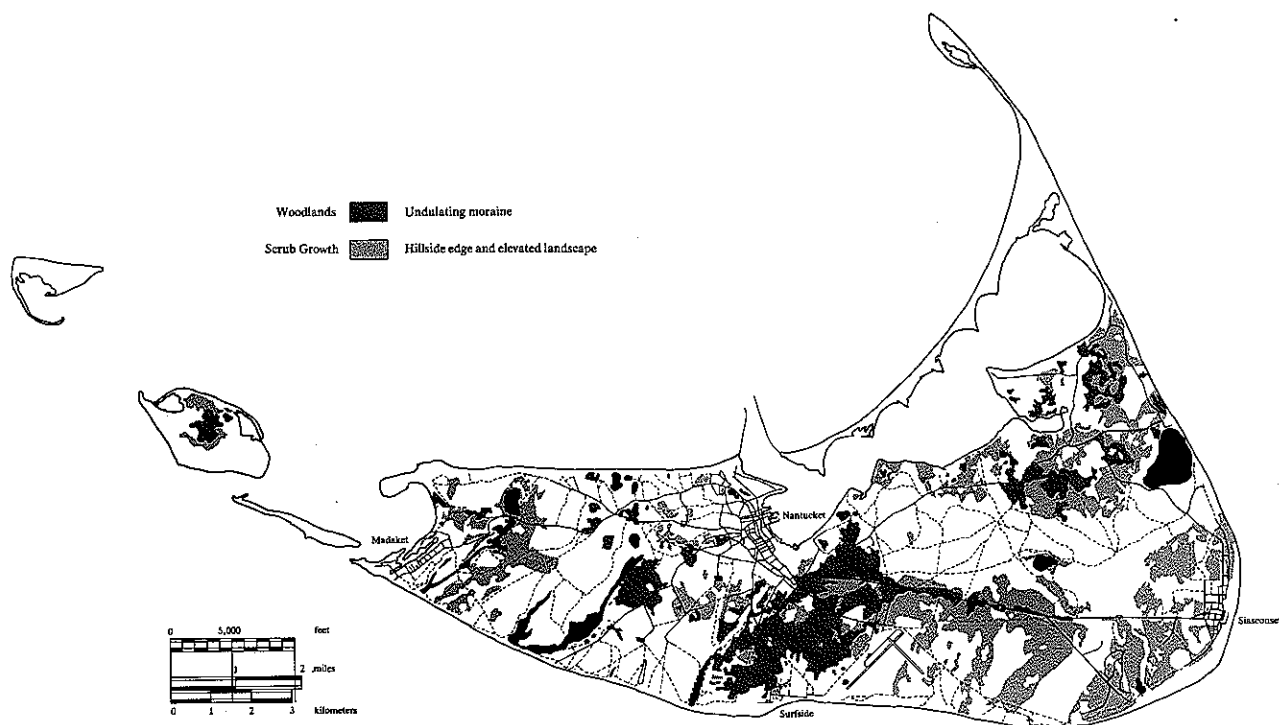 Woodlands Undulating moraine
Scrub Growth Hillside edge and elevated landscape
Nantucket
Madaket
Siasconset
Surfside
0 5,000 feet
1 2 miles
0 1 2 3 kilometers